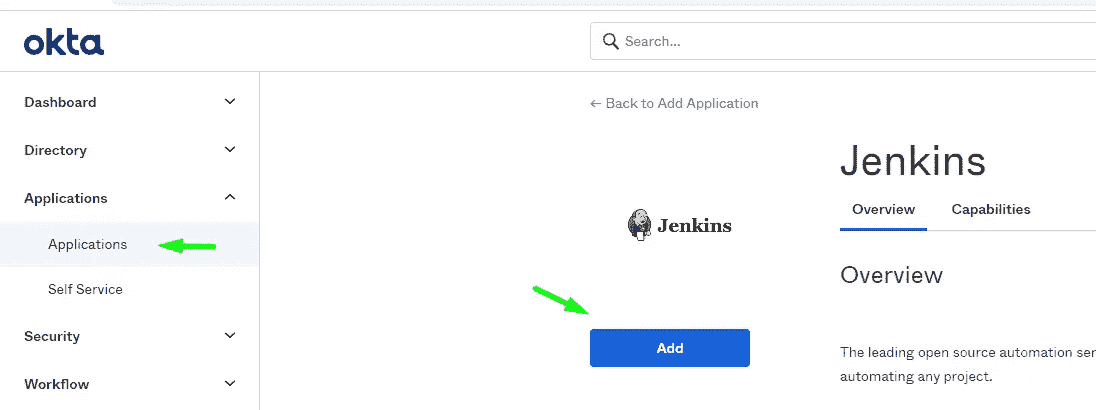 okta
Search...
Dashboard
Directory
Applications
Applications
Self Service
Security
Workflow
← Back to Add Application
Jenkins
Add
Jenkins
Overview Capabilities
Overview
The leading open source automation ser
automating any project.